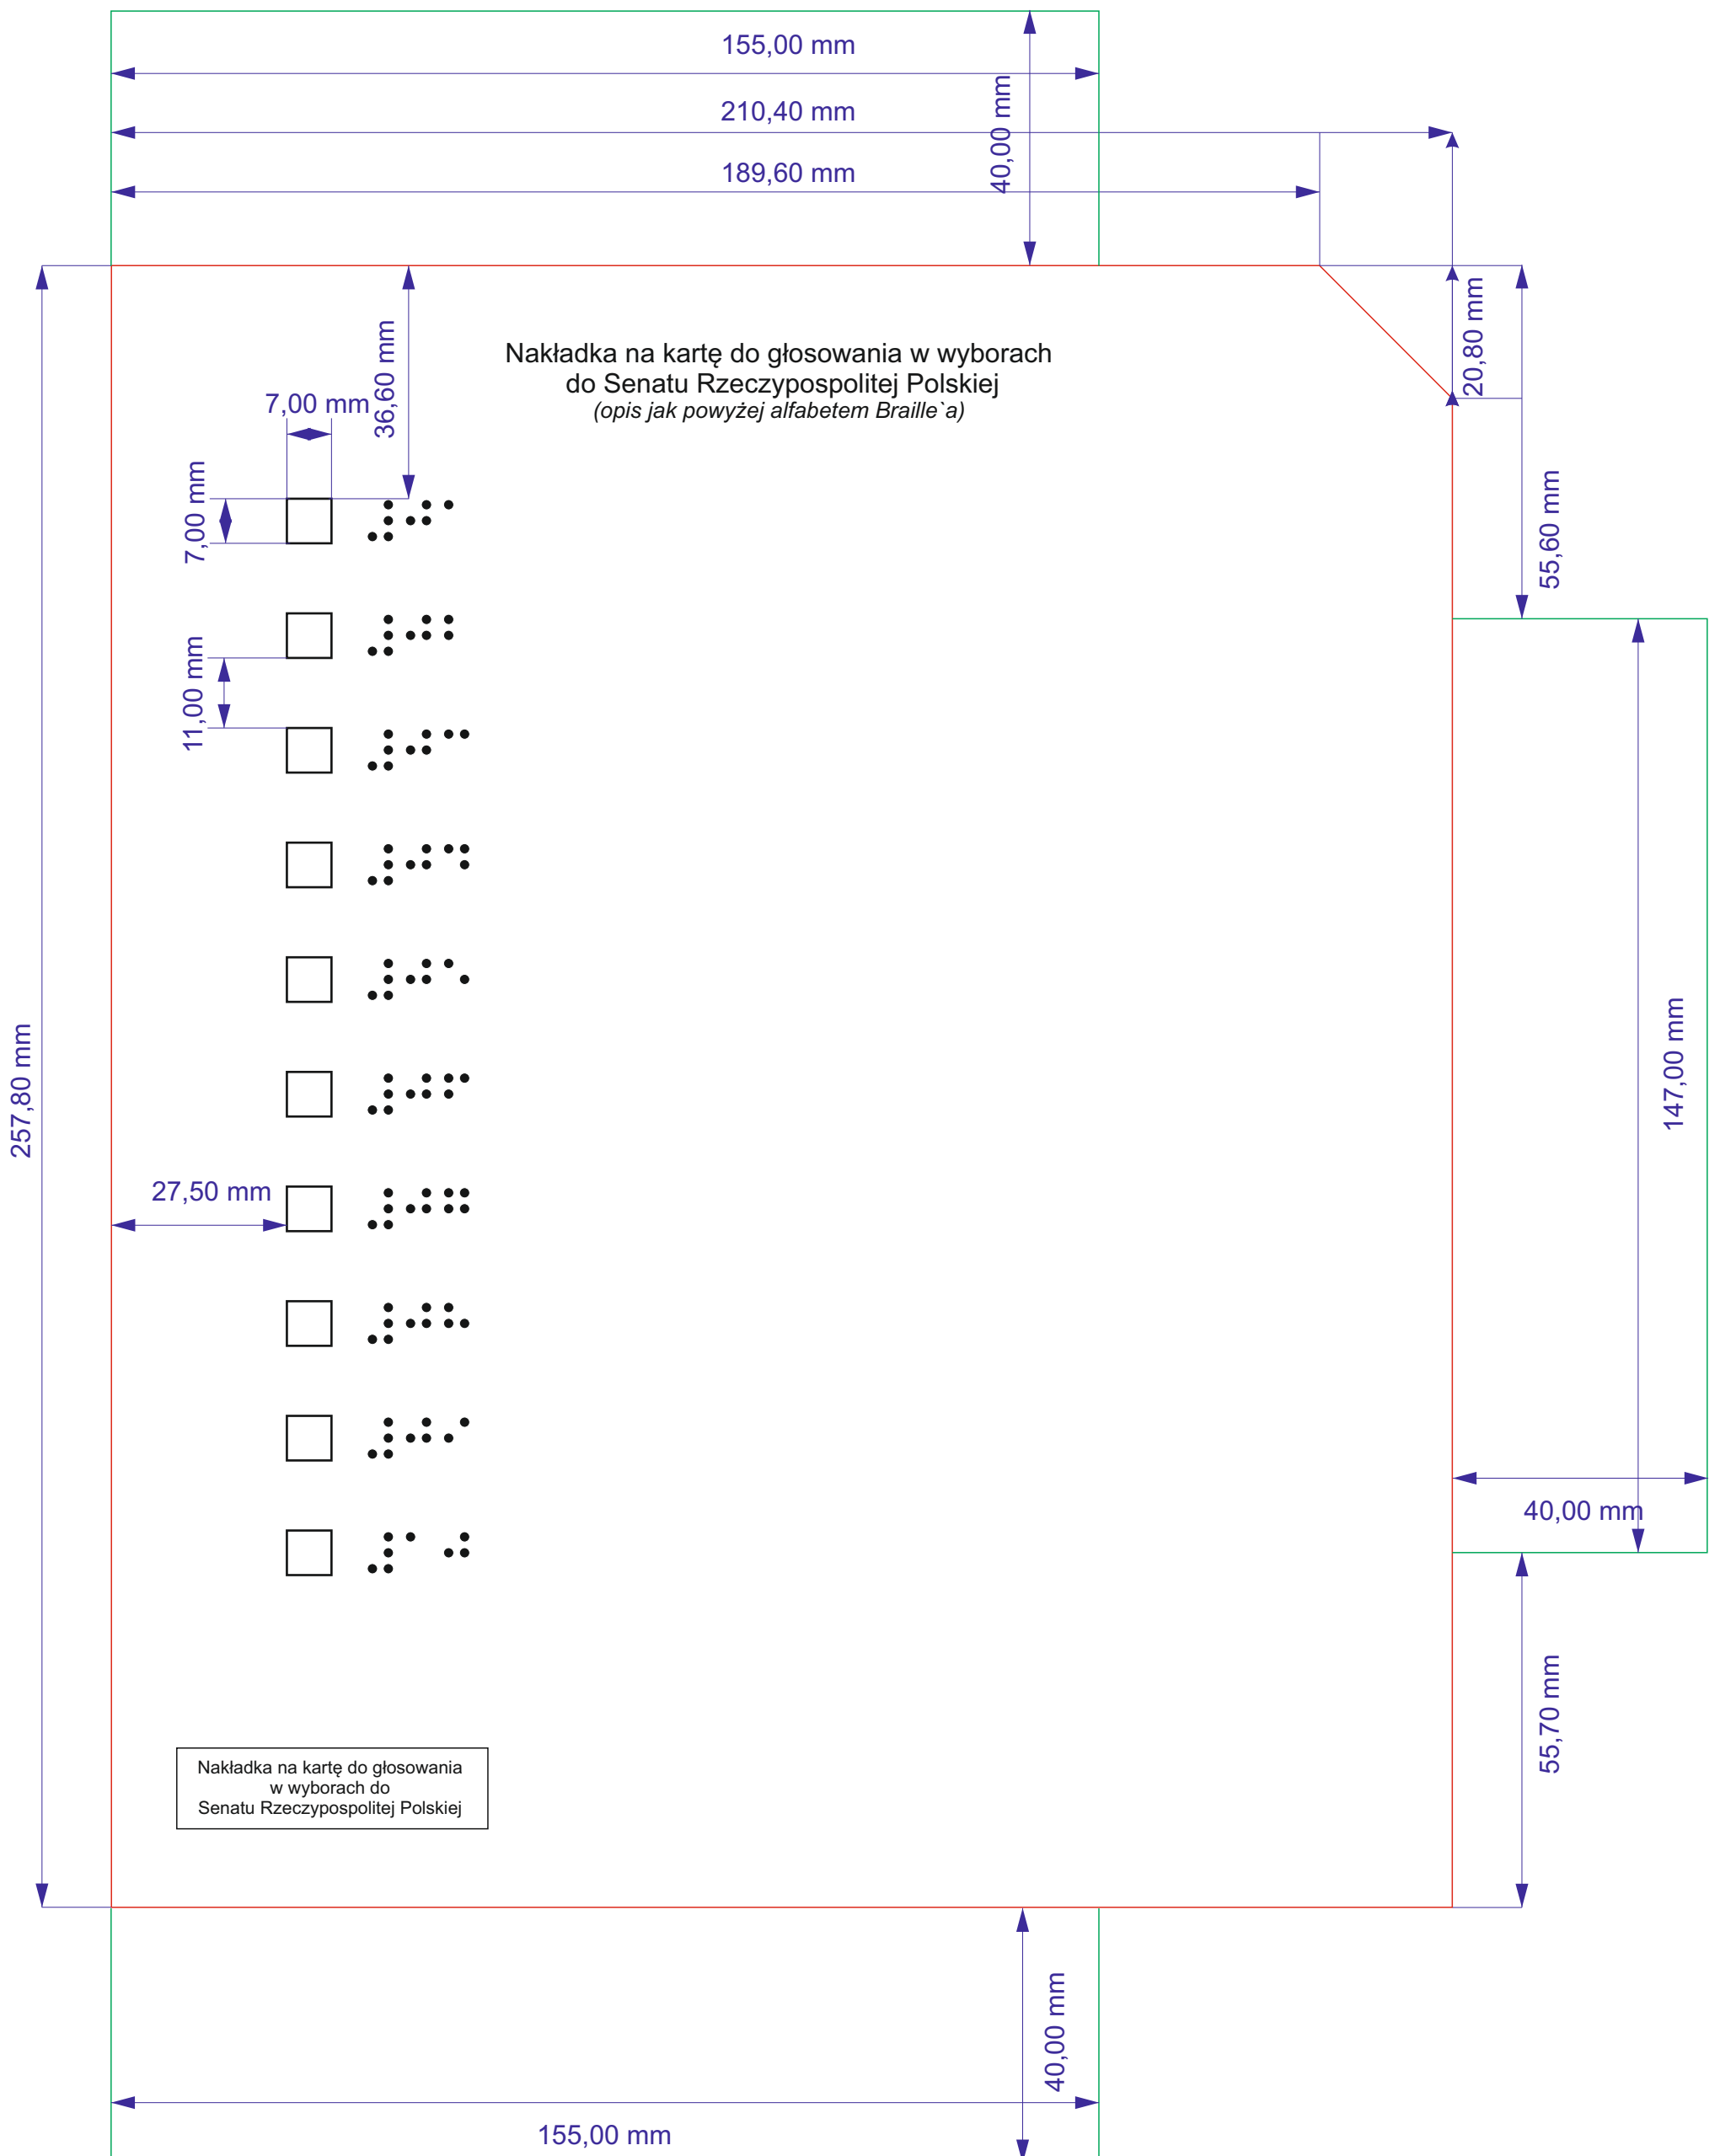 155,00 mm
210,40 mm
40,00 mm
189,60 mm
20,80 mm
36,60 mm
Nakładka na kartę do głosowania w wyborach
do Senatu Rzeczypospolitej Polskiej
(opis jak powyżej alfabetem Braille`a)
7,00 mm
7,00 mm
⠼⠚⠁
55,60 mm
⠼⠚⠃
11,00 mm
⠼⠚⠉
⠼⠚⠙
⠼⠚⠑
257,80 mm
147,00 mm
⠼⠚⠋
27,50 mm
⠼⠚⠛
⠼⠚⠓
⠼⠚⠊
40,00 mm
⠼⠁⠚
55,70 mm
Nakładka na kartę do głosowania
w wyborach do
Senatu Rzeczypospolitej Polskiej
40,00 mm
155,00 mm